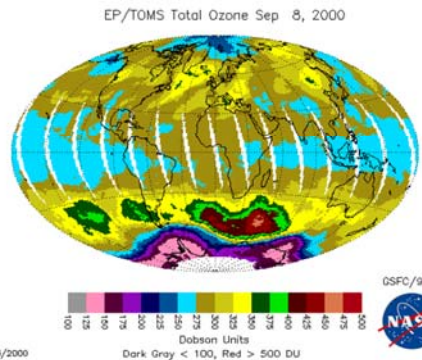 EP/TOMS Total Ozone Sep 8, 2000
GSFC/9
NASA
100 125 150 175 200 225 250 275 300 325 350 375 400 425 450 475 500
Dobson Units
/2000
Dark Gray < 100, Red > 500 DU